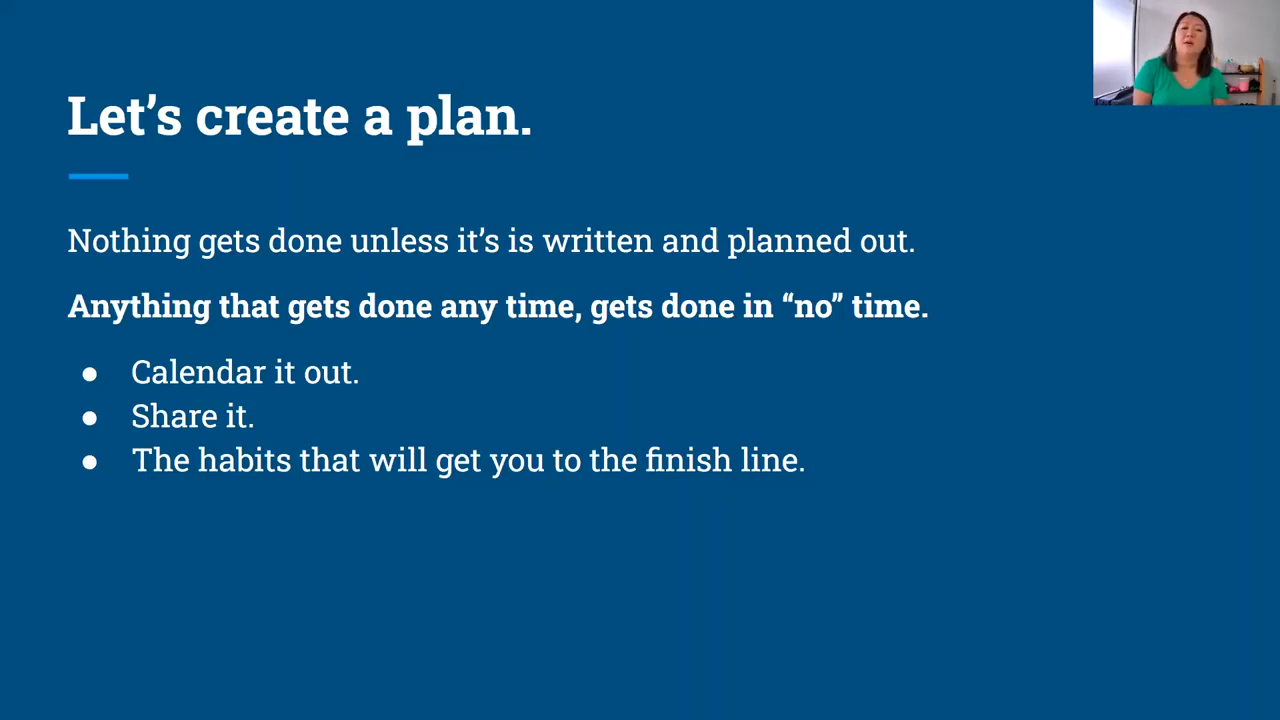 Let’s create a plan.
Nothing gets done unless it’s is written and planned out.
Anything that gets done any time, gets done in “no” time.
● Calendar it out.
● Share it.
● The habits that will get you to the finish line.